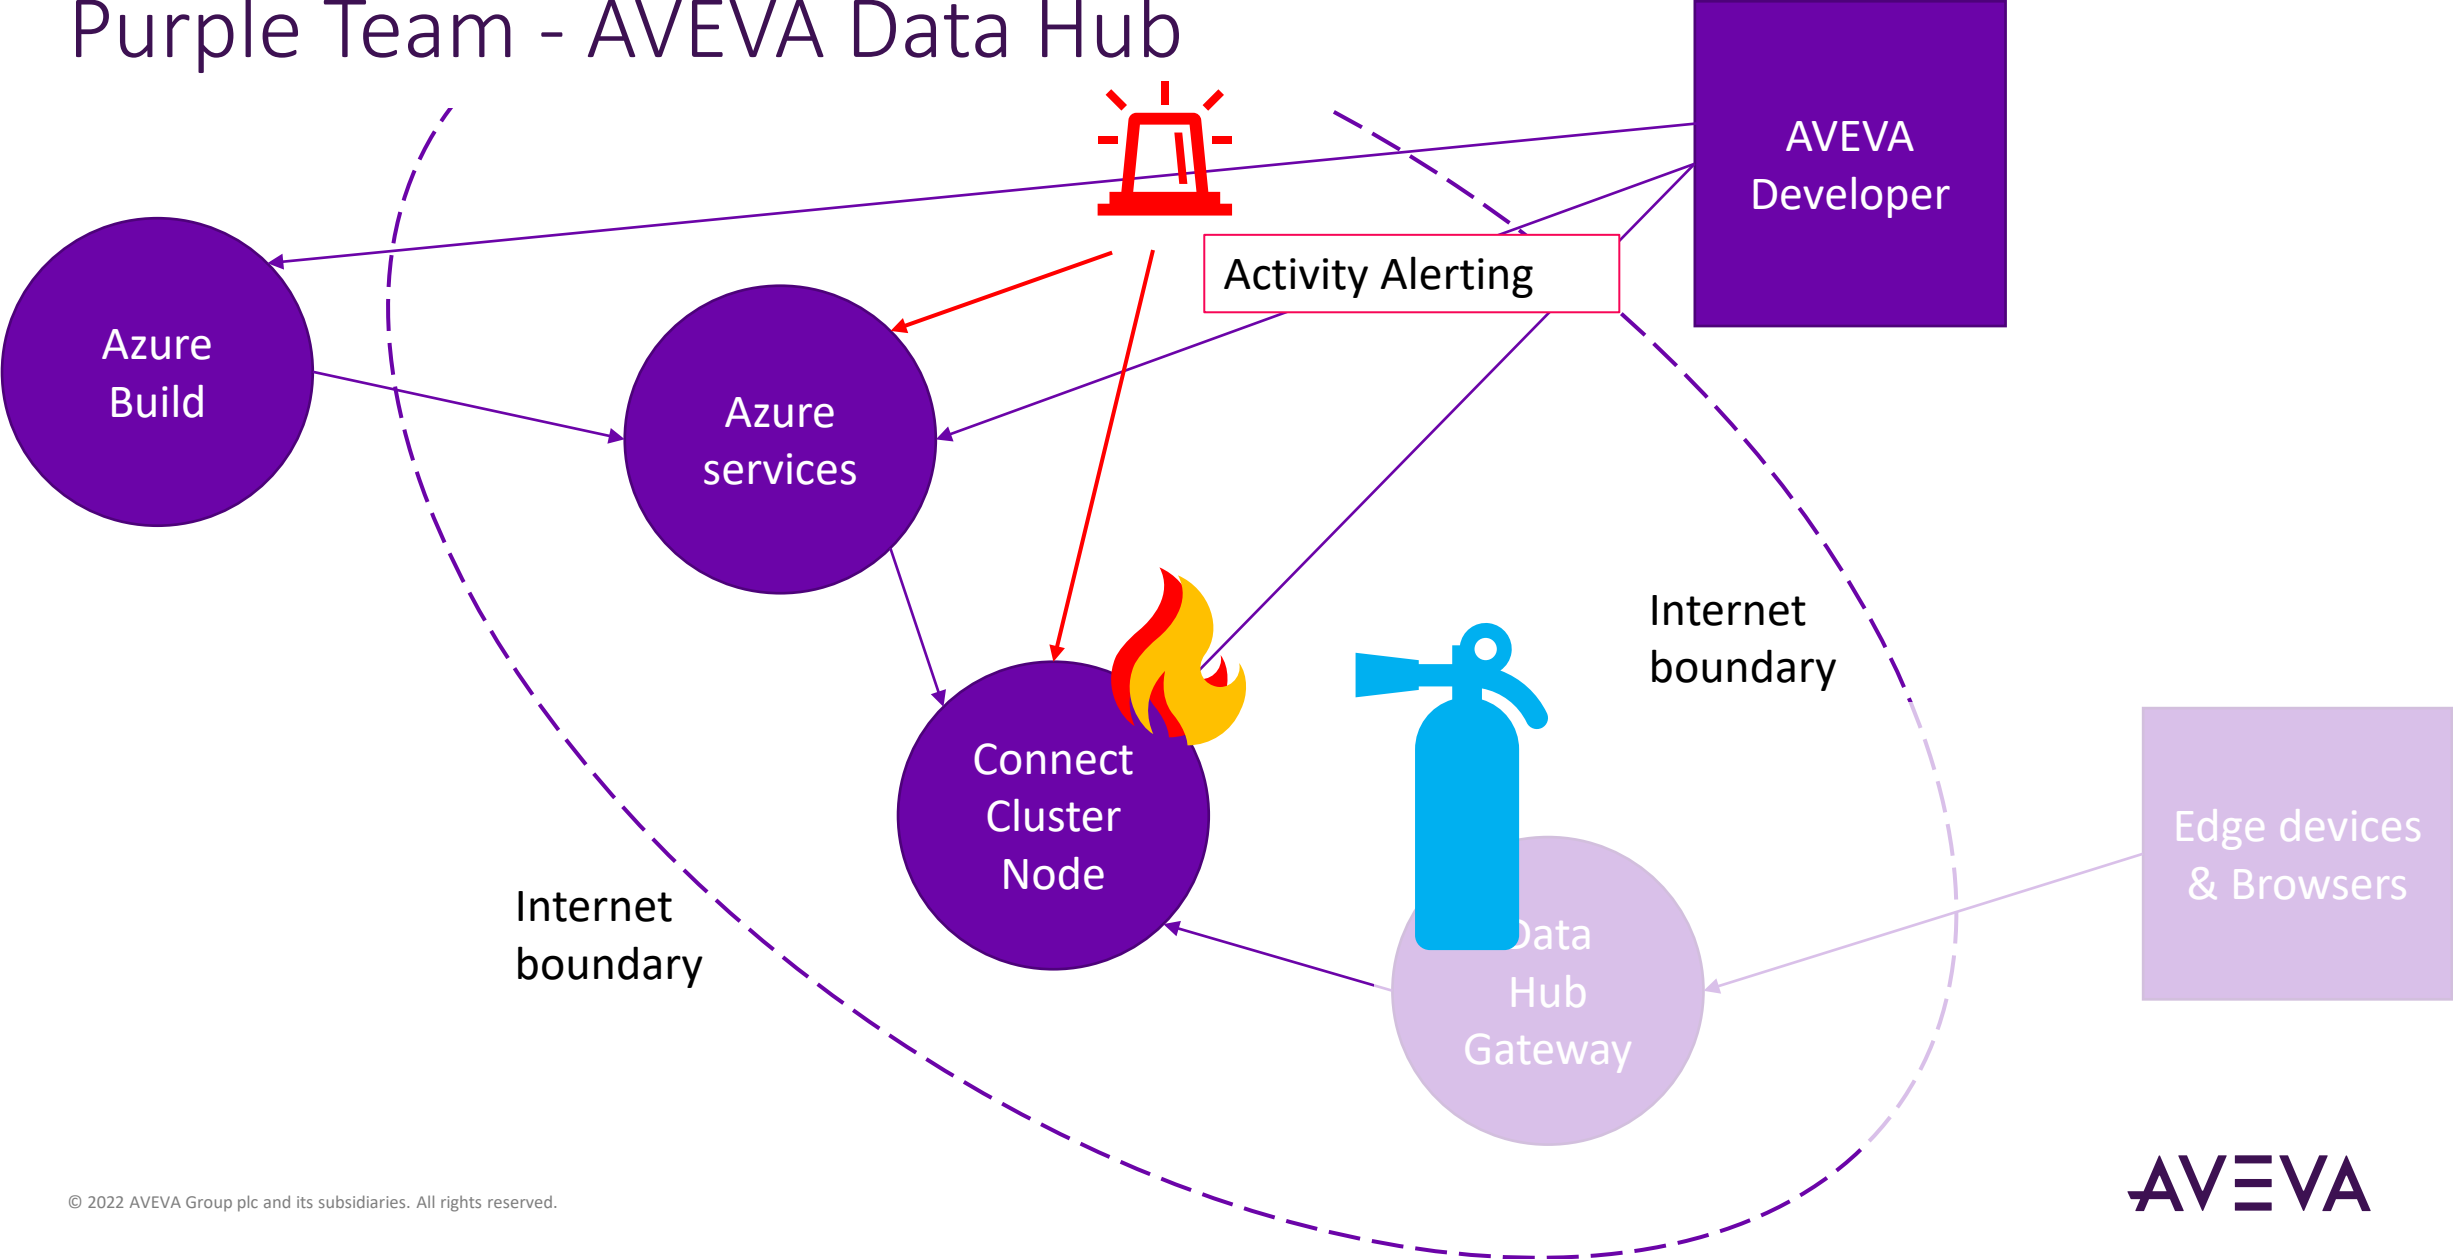 Purple Team - AVEVA Data Hub
AVEVA
Developer
Activity Alerting
Azure
Build
Azure
services
Internet
boundary
Connect
Cluster
Node
Edge devices
& Browsers
Internet
boundary
Data
Hub
Gateway
© 2022 AVEVA Group plc and its subsidiaries. All rights reserved.
AVEVA